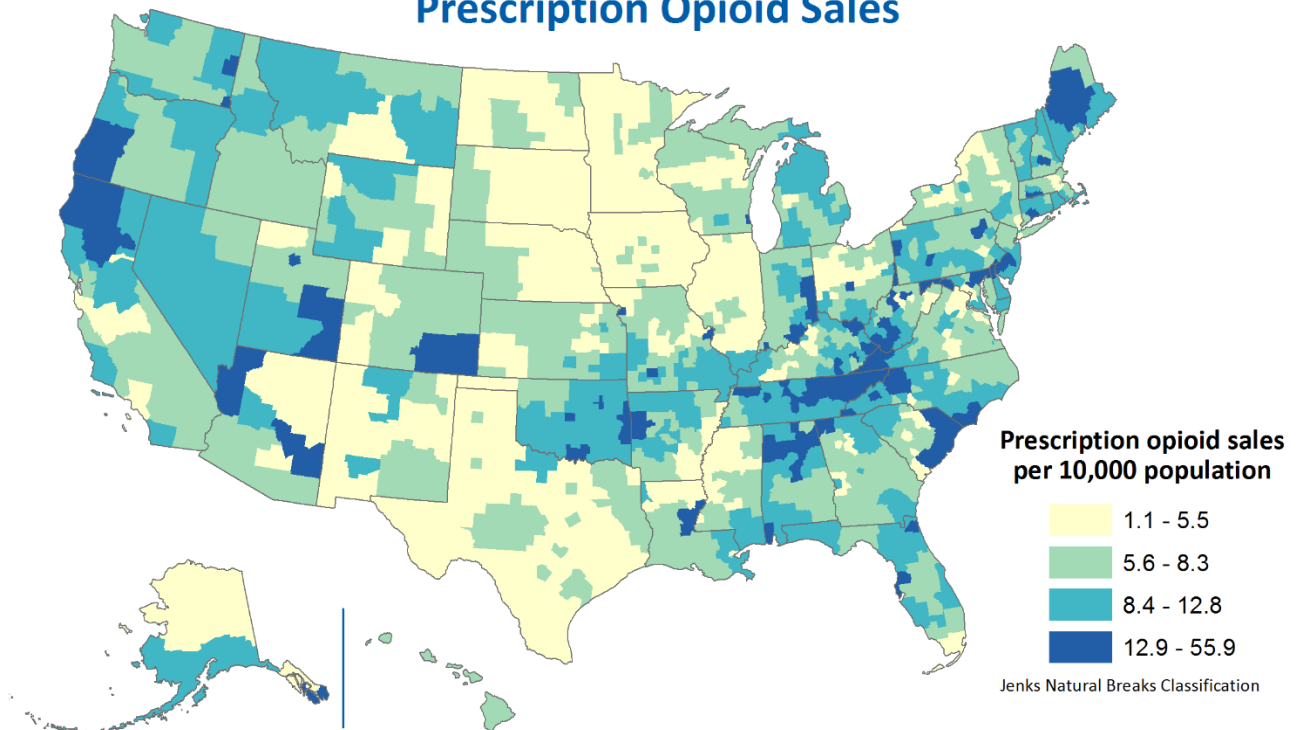 Prescription Opioid Sales
Prescription opioid sales
per 10,000 population
1.1 - 5.5
5.6 - 8.3
8.4 - 12.8
12.9 - 55.9
Jenks Natural Breaks Classification